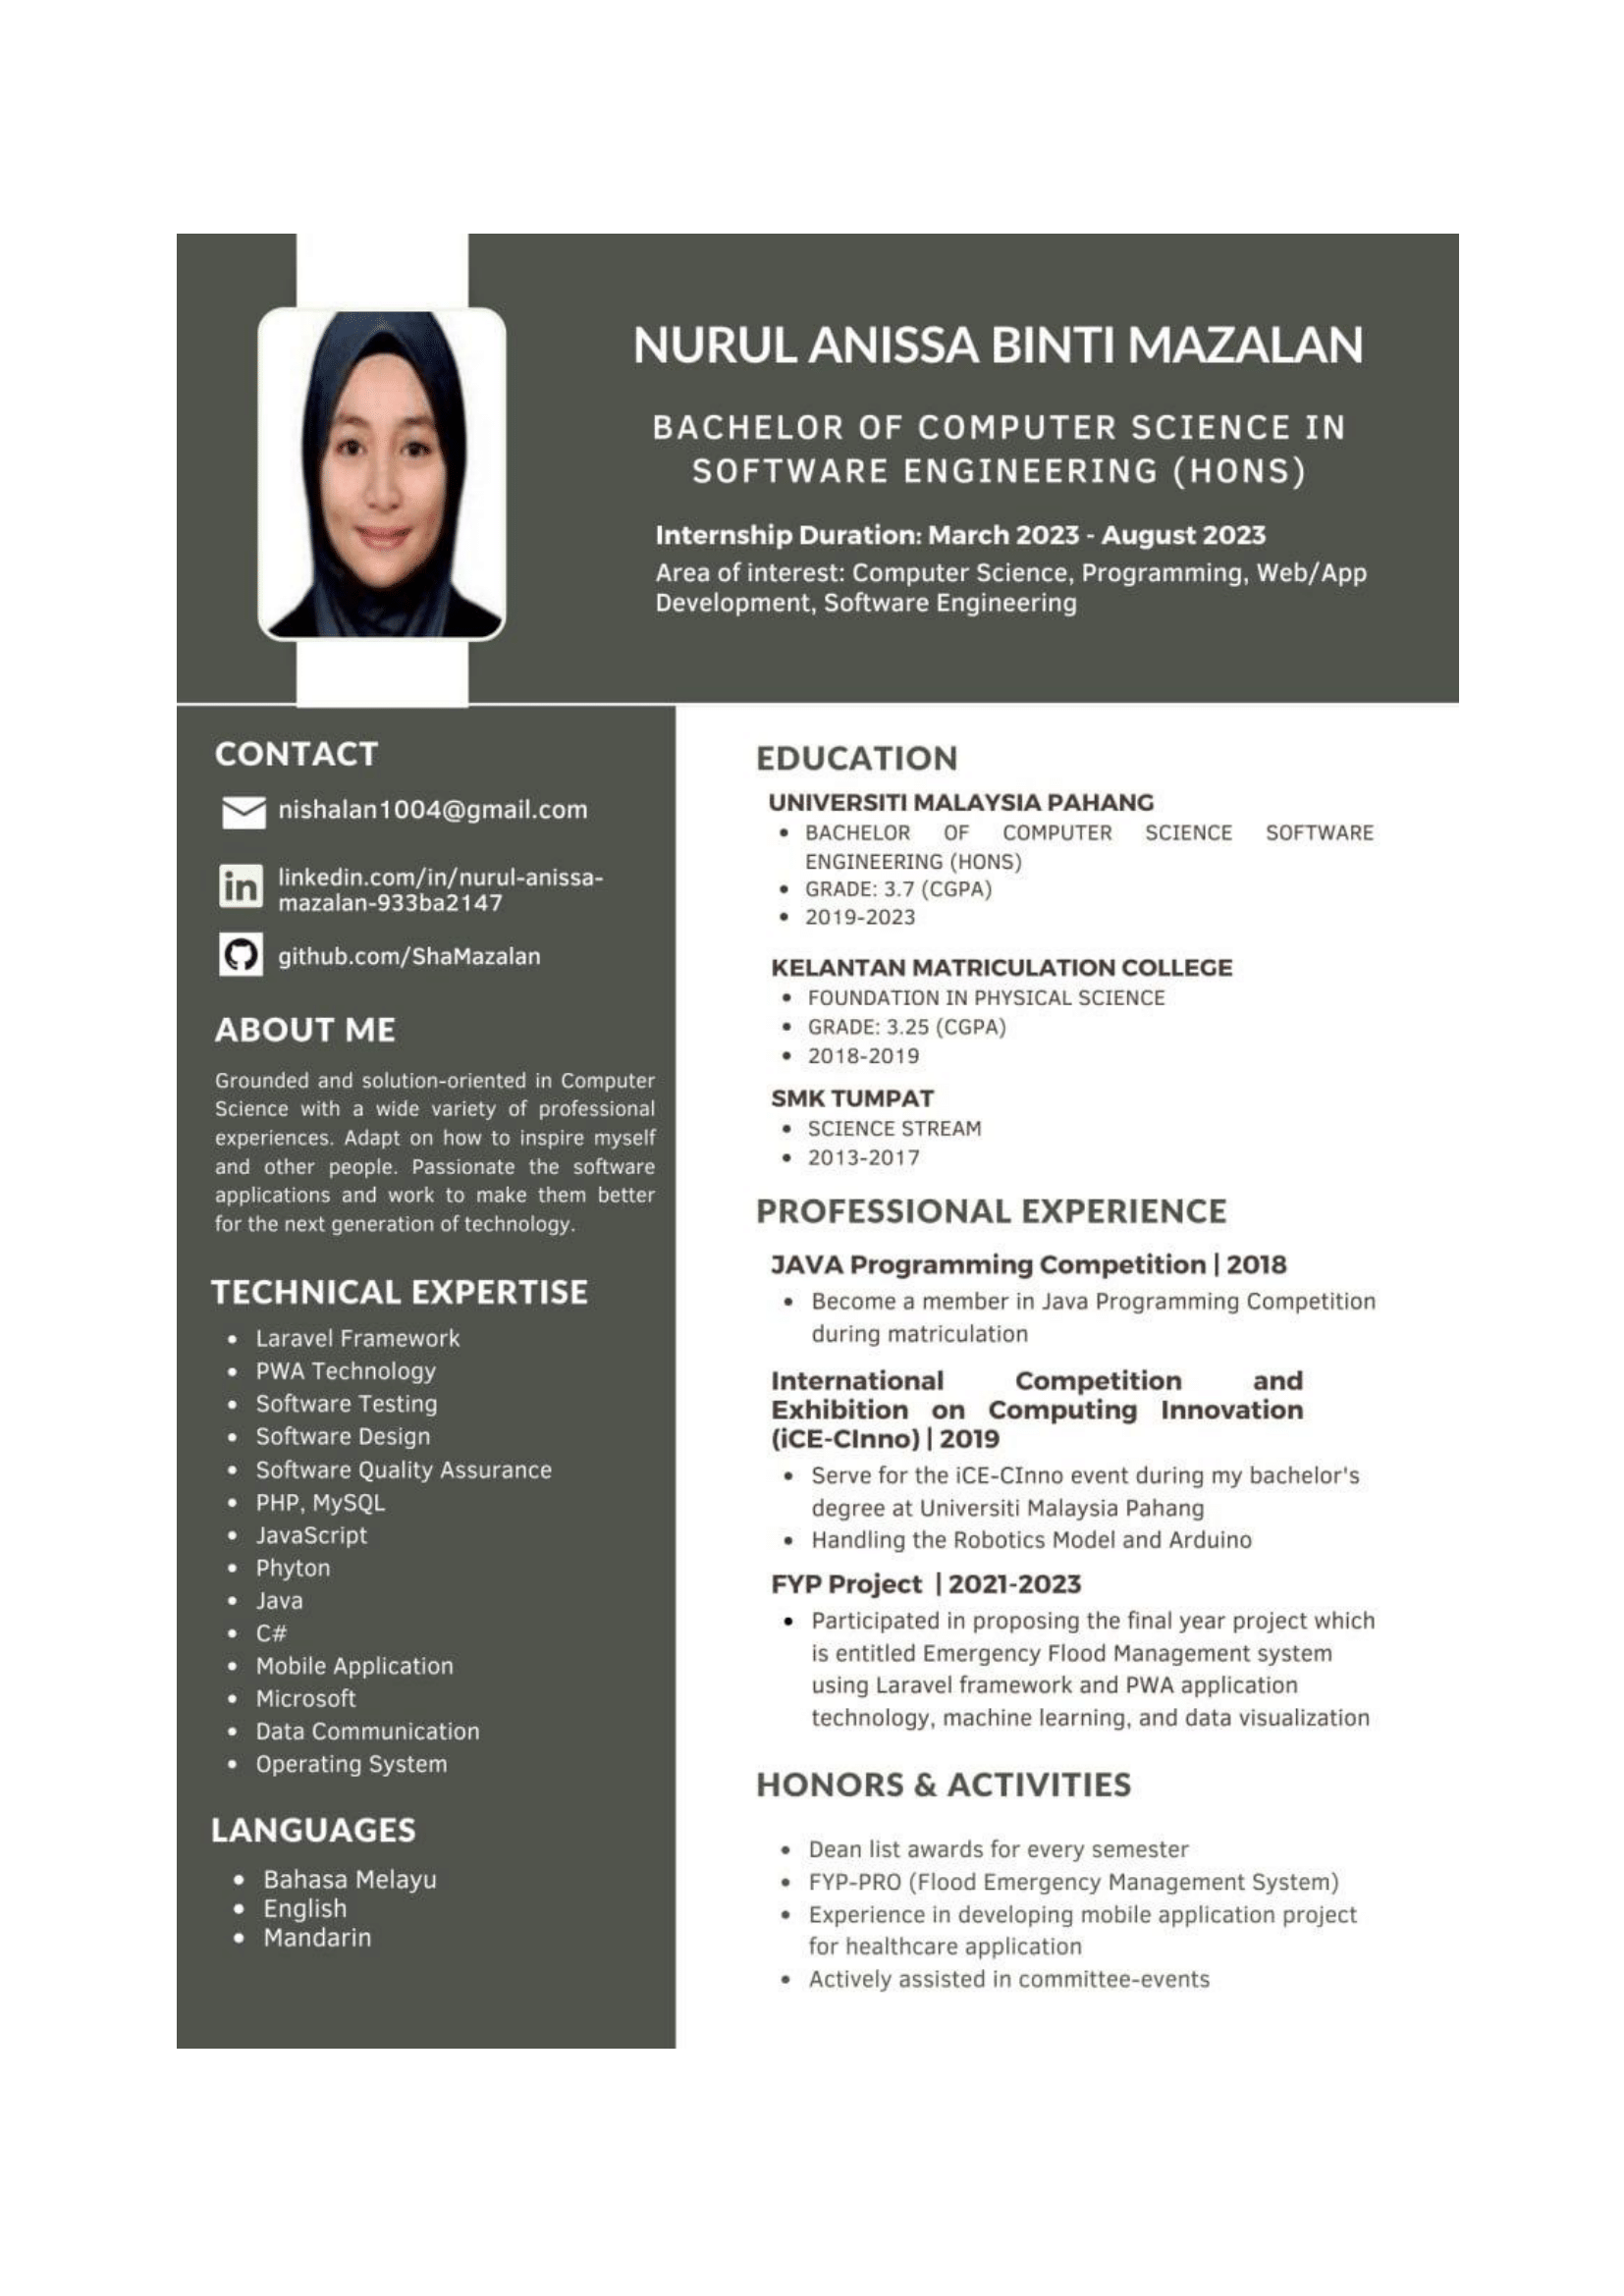 NURUL ANISSA BINTI MAZALAN
BACHELOR OF COMPUTER SCIENCE IN
SOFTWARE ENGINEERING (HONS)
Internship Duration: March 2023 - August 2023
Area of interest: Computer Science, Programming, Web/App
Development, Software Engineering
CONTACT
nishalan1004@gmail.com
in
linkedin.com/in/nurul-anissa-
mazalan-933ba2147
github.com/ShaMazalan
ABOUT ME
Grounded and solution-oriented in Computer
Science with a wide variety of professional
experiences. Adapt on how to inspire myself
and other people. Passionate the software
applications and work to make them better
for the next generation of technology.
TECHNICAL EXPERTISE
• Laravel Framework
• PWA Technology
• Software Testing
• Software Design
• Software Quality Assurance
• PHP, MySQL
• JavaScript
• Phyton
• Java
• C#
• Mobile Application
• Microsoft
• Data Communication
• Operating System
LANGUAGES
• Bahasa Melayu
• English
• Mandarin
EDUCATION
UNIVERSITI MALAYSIA PAHANG
• BACHELOR OF COMPUTER SCIENCE SOFTWARE
ENGINEERING (HONS)
• GRADE: 3.7 (CGPA)
• 2019-2023
KELANTAN MATRICULATION COLLEGE
• FOUNDATION IN PHYSICAL SCIENCE
• GRADE: 3.25 (CGPA)
• 2018-2019
SMK TUMPAT
• SCIENCE STREAM
• 2013-2017
PROFESSIONAL EXPERIENCE
JAVA Programming Competition | 2018
• Become a member in Java Programming Competition
during matriculation
International Competition and
Exhibition on Computing Innovation
(iCE-CInno) | 2019
• Serve for the iCE-CInno event during my bachelor's
degree at Universiti Malaysia Pahang
• Handling the Robotics Model and Arduino
FYP Project | 2021-2023
• Participated in proposing the final year project which
is entitled Emergency Flood Management system
using Laravel framework and PWA application
technology, machine learning, and data visualization
HONORS & ACTIVITIES
• Dean list awards for every semester
• FYP-PRO (Flood Emergency Management System)
• Experience in developing mobile application project
for healthcare application
• Actively assisted in committee-events